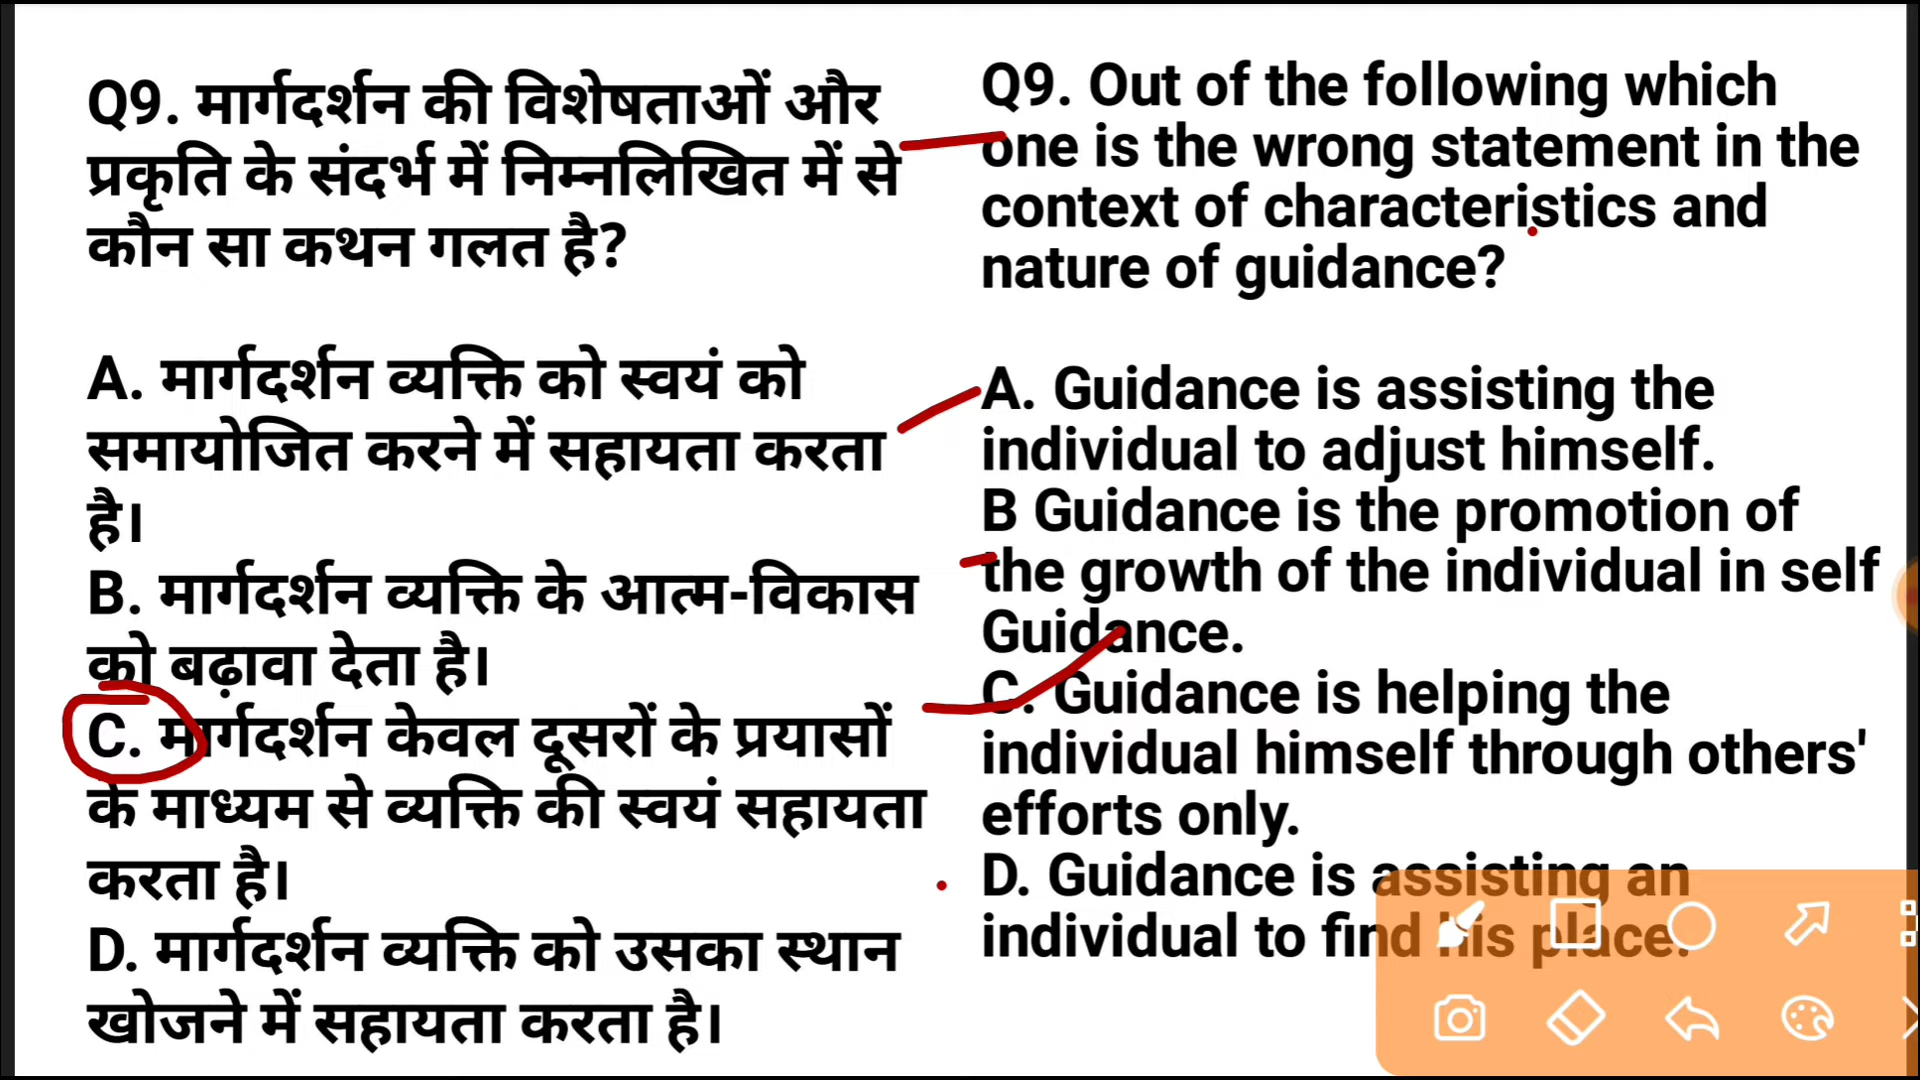 Q9. मार्गदर्शन की विशेषताओं और
प्रकृति के संदर्भ में निम्नलिखित में से
कौन सा कथन गलत है?
A. मार्गदर्शन व्यक्ति को स्वयं को
समायोजित करने में सहायता करता
है।
B. मार्गदर्शन व्यक्ति के आत्म-विकास
को बढ़ावा देता है।
C. मार्गदर्शन केवल दूसरों के प्रयासों
के माध्यम से व्यक्ति की स्वयं सहायता
करता है।
D. मार्गदर्शन व्यक्ति को उसका स्थान
खोजने में सहायता करता है।
Q9. Out of the following which
one is the wrong statement in the
context of characteristics and
nature of guidance?
A. Guidance is assisting the
individual to adjust himself.
B Guidance is the promotion of
the growth of the individual in self
Guidance.
C. Guidance is helping the
individual himself through others'
efforts only.
D. Guidance is assisting an
individual to find his place.